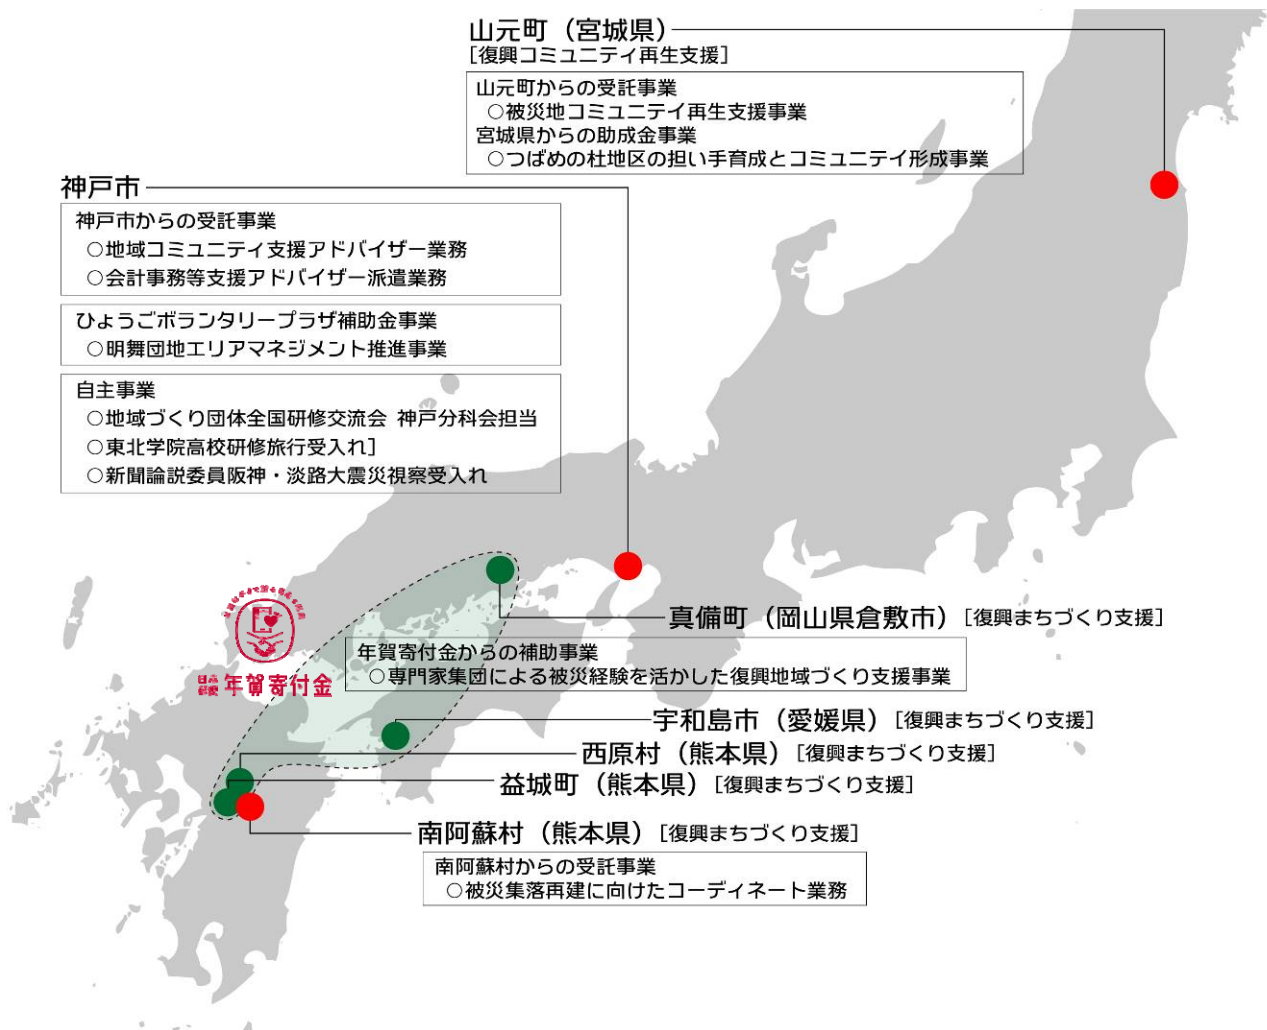 山元町（宮城県）
[復興コミュニティ再生支援]
山元町からの受託事業
○被災地コミュニテイ再生支援事業
宮城県からの助成金事業
○つばめの杜地区の担い手育成とコミュニテイ形成事業
神戸市
神戸市からの受託事業
○地域コミュニティ支援アドバイザー業務
○会計事務等支援アドバイザー派遣業務
ひょうごボランタリープラザ補助金事業
○明舞団地エリアマネジメント推進事業
自主事業
○地域づくり団体全国研修交流会 神戸分科会担当
○東北学院高校研修旅行受入れ]
○新聞論説委員阪神・淡路大震災視察受入れ
真備町（岡山県倉敷市）[復興まちづくり支援]
年賀寄付金からの補助事業
○専門家集団による被災経験を活かした復興地域づくり支援事業
年賀寄付金
宇和島市（愛媛県）[復興まちづくり支援]
西原村（熊本県）[復興まちづくり支援]
益城町（熊本県）[復興まちづくり支援]
南阿蘇村（熊本県）[復興まちづくり支援]
南阿蘇村からの受託事業
○被災集落再建に向けたコーディネート業務